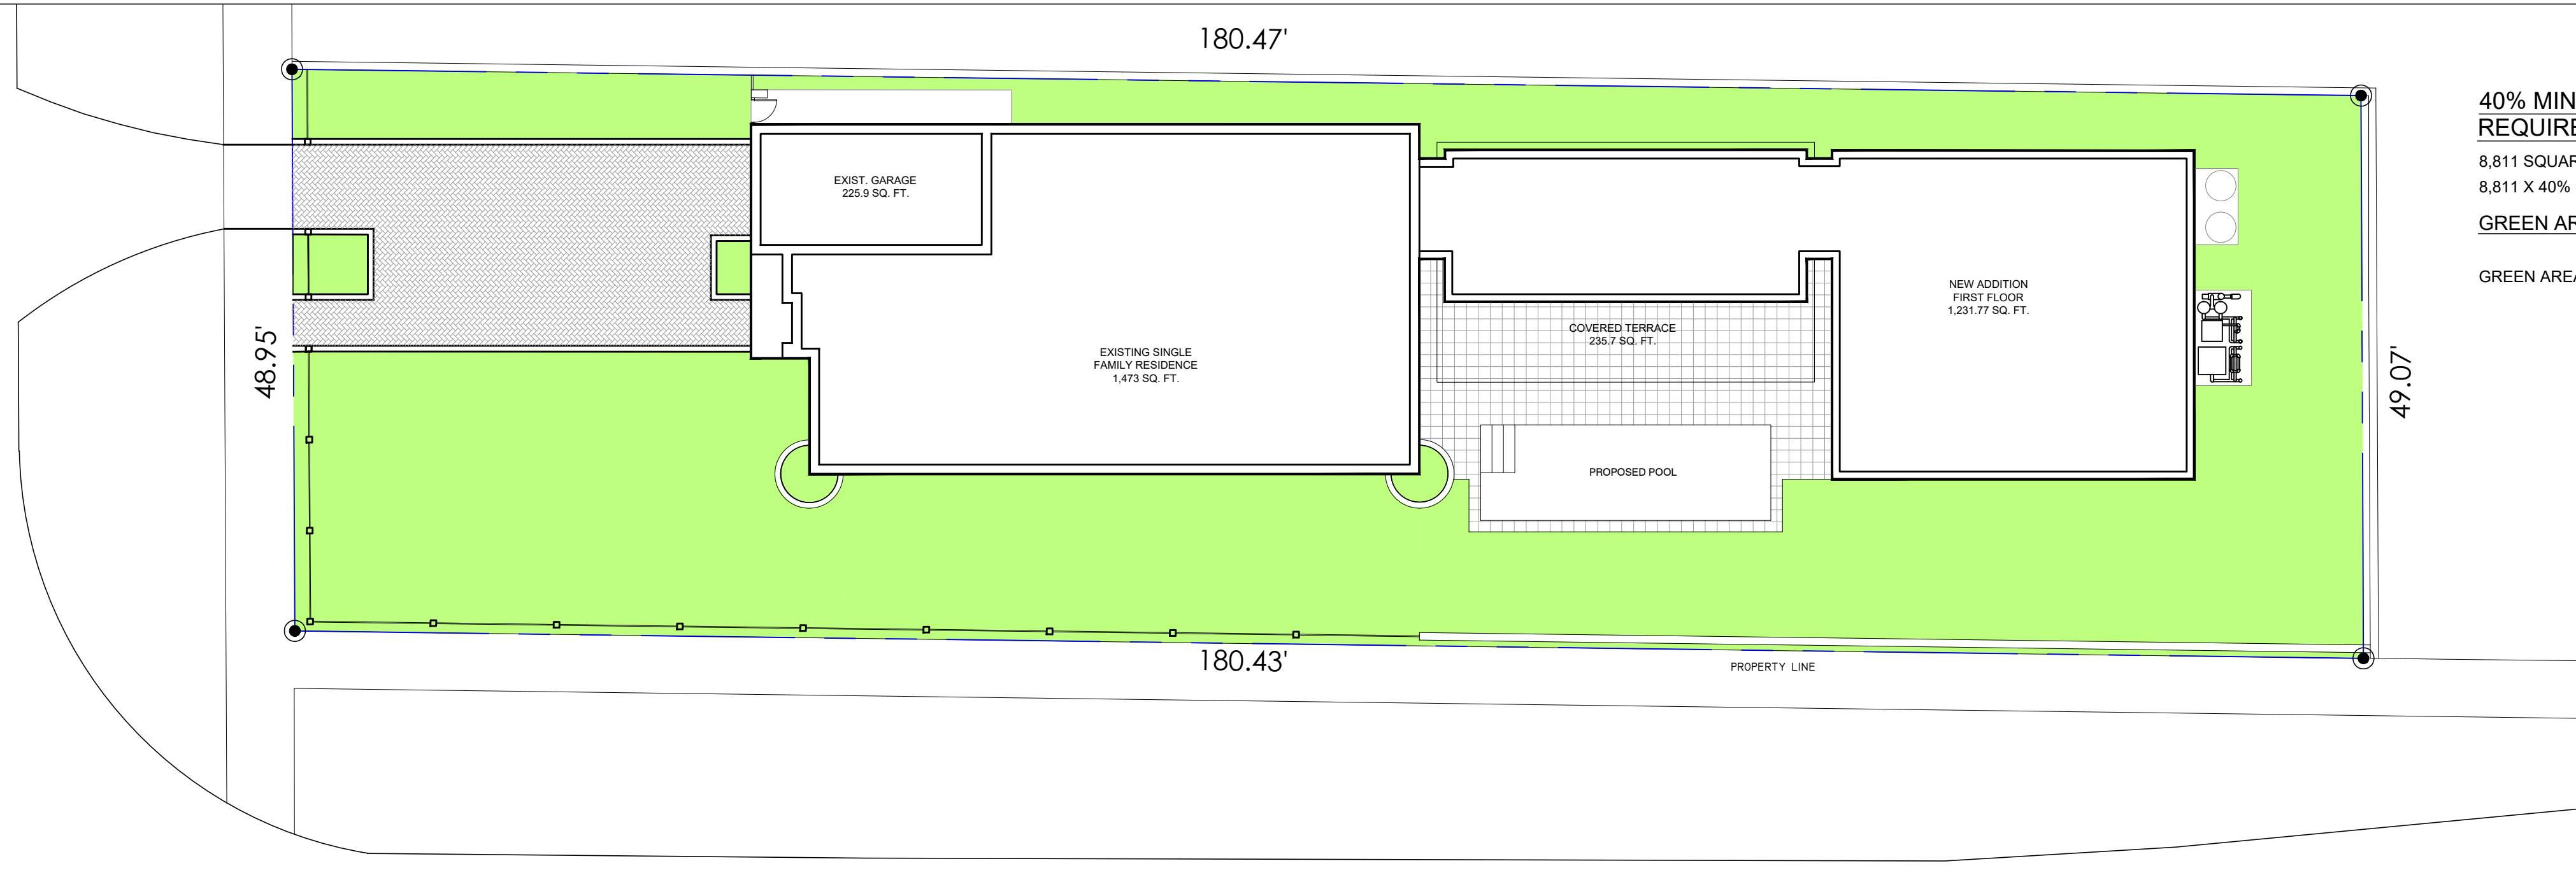 180.47'
40% MIN
REQUIRE
8,811 SQUAR
8,811 X 40%
GREEN AR
GREEN AREA
EXIST. GARAGE
225.9 SQ. FT.
NEW ADDITION
FIRST FLOOR
1,231.77 SQ. FT.
COVERED TERRACE
235.7 SQ. FT.
EXISTING SINGLE
FAMILY RESIDENCE
1,473 SQ. FT.
48.95'
49.07'
PROPOSED POOL
180.43'
PROPERTY LINE